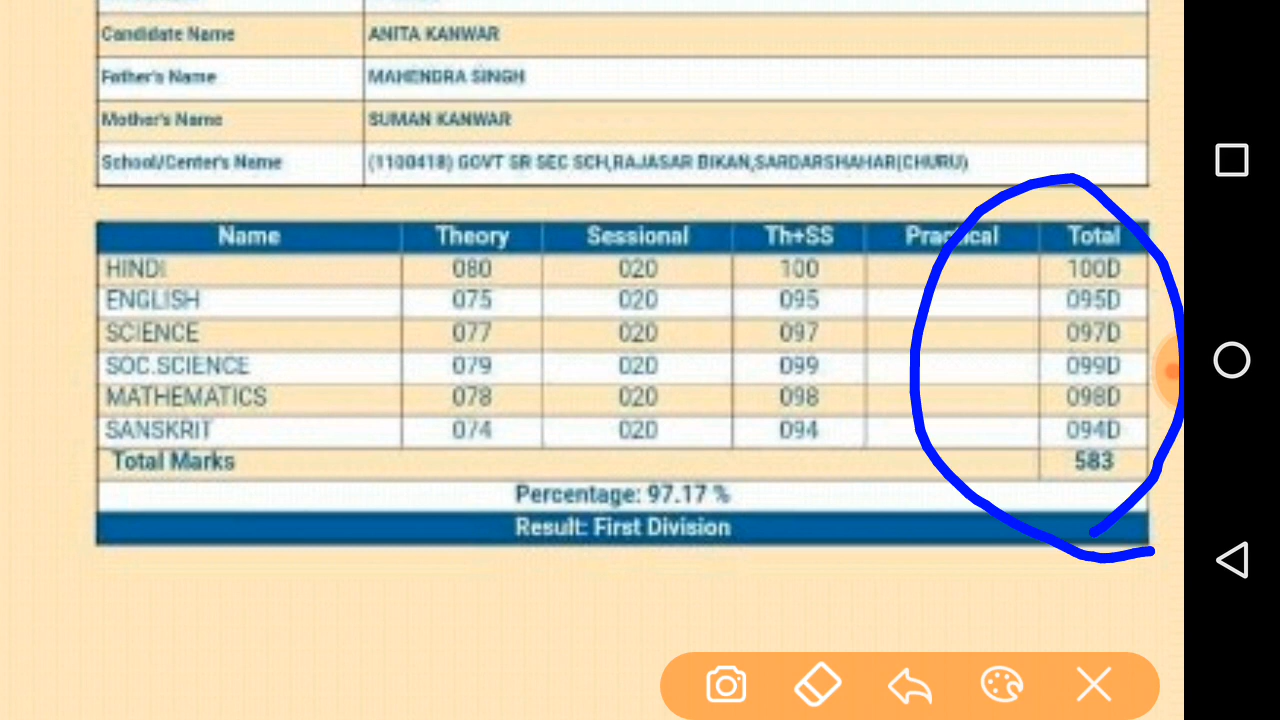 Candidate Name ANITA KANWAR
Father's Name MAHENDRA SINGH
Mother's Name SUMAN KANWAR
School/Center's Name (1100418) GOVT SR SEC SCH,RAJASAR BIKAN,SARDARSHAHAR(CHURU)
Name Theory Sessional Th+SS Practical Total
HINDI 080 020 100 100D
ENGLISH 075 020 095 095D
SCIENCE 077 020 097 097D
SOC.SCIENCE 079 020 099 099D
MATHEMATICS 078 020 098 098D
SANSKRIT 074 020 094 094D
Total Marks 583
Percentage: 97.17 %
Result: First Division